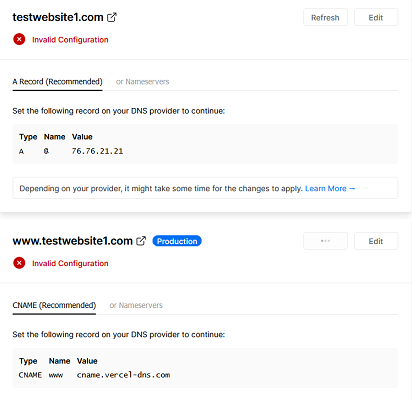 testwebsite1.com
Refresh
Edit
Invalid Configuration
A Record (Recommended)
or Nameservers
Set the following record on your DNS provider to continue:
Type Name Value
A @ 76.76.21.21
Depending on your provider, it might take some time for the changes to apply. Learn More →
www.testwebsite1.com
Production
Edit
Invalid Configuration
CNAME (Recommended)
or Nameservers
Set the following record on your DNS provider to continue:
Type Name Value
CNAME www cname.vercel-dns.com